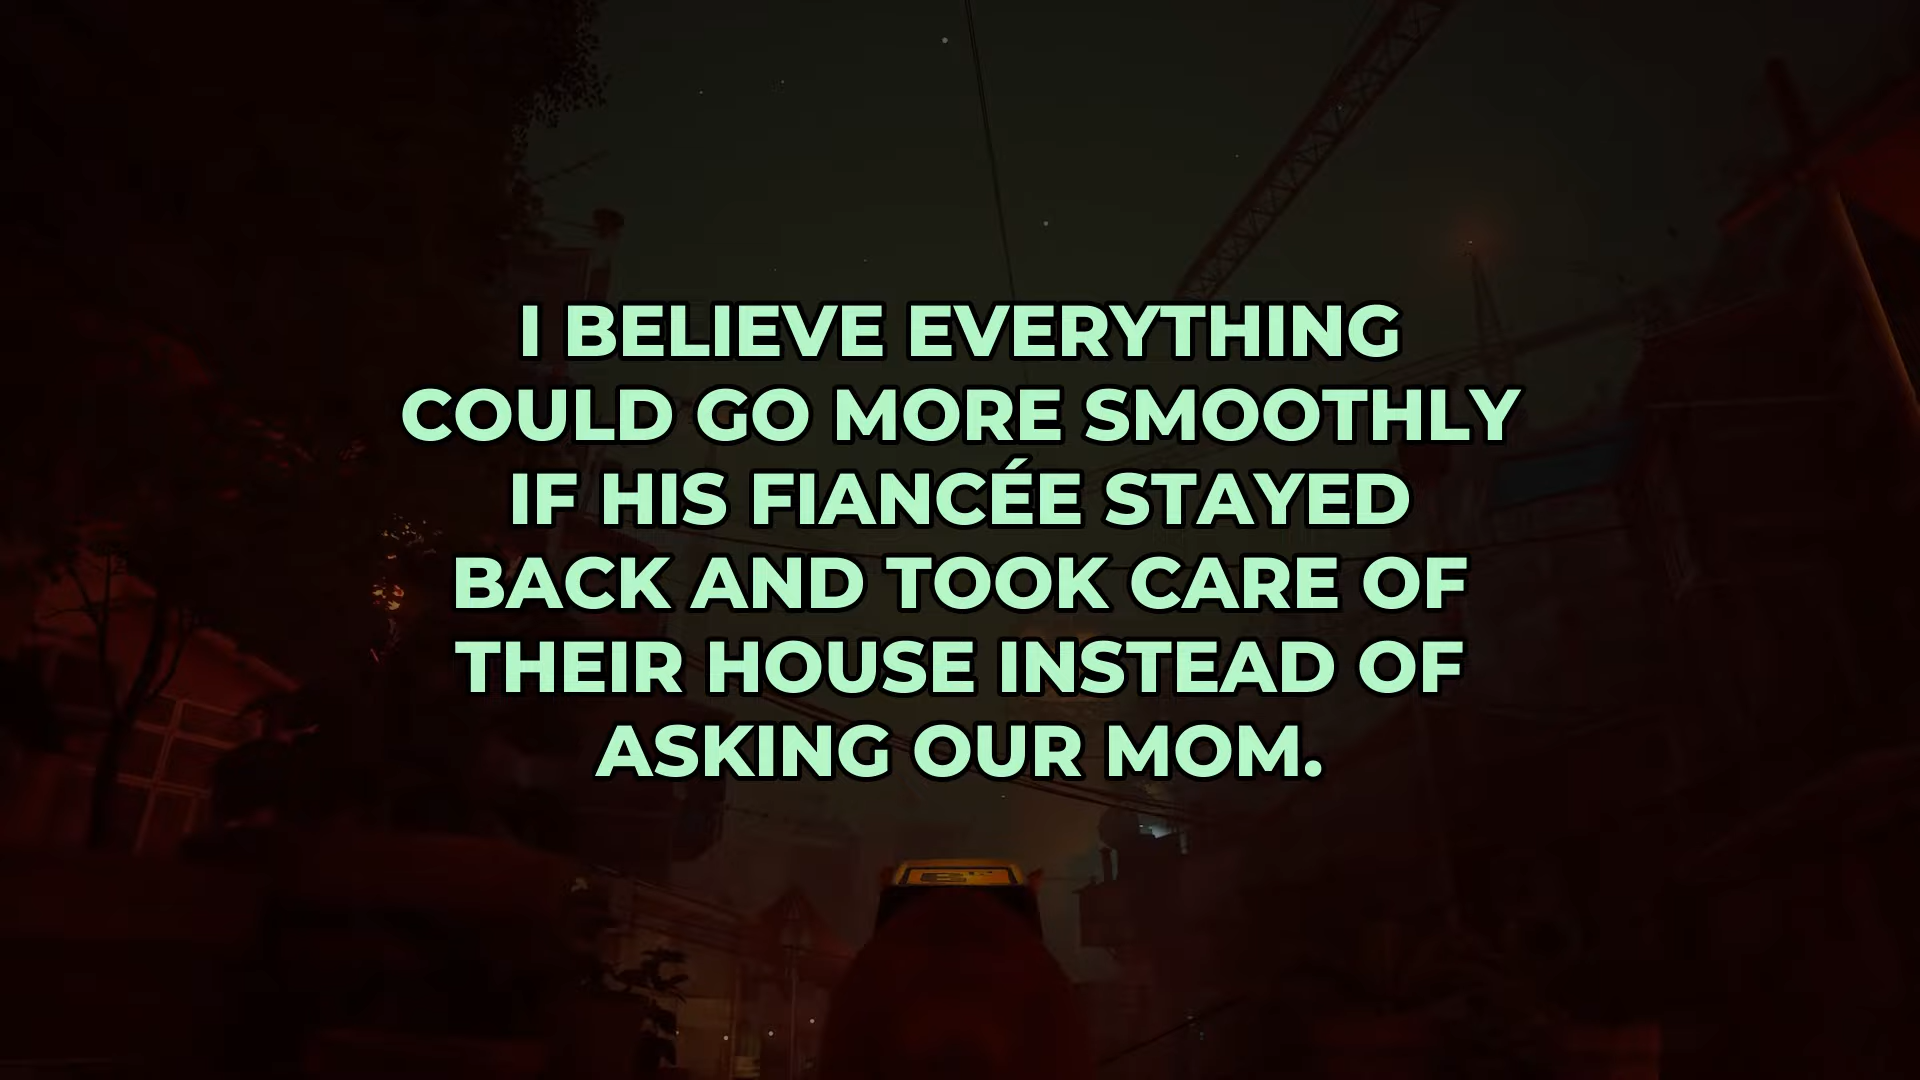 I BELIEVE EVERYTHING
COULD GO MORE SMOOTHLY
IF HIS FIANCÉE STAYED
BACK AND TOOK CARE OF
THEIR HOUSE INSTEAD OF
ASKING OUR MOM.